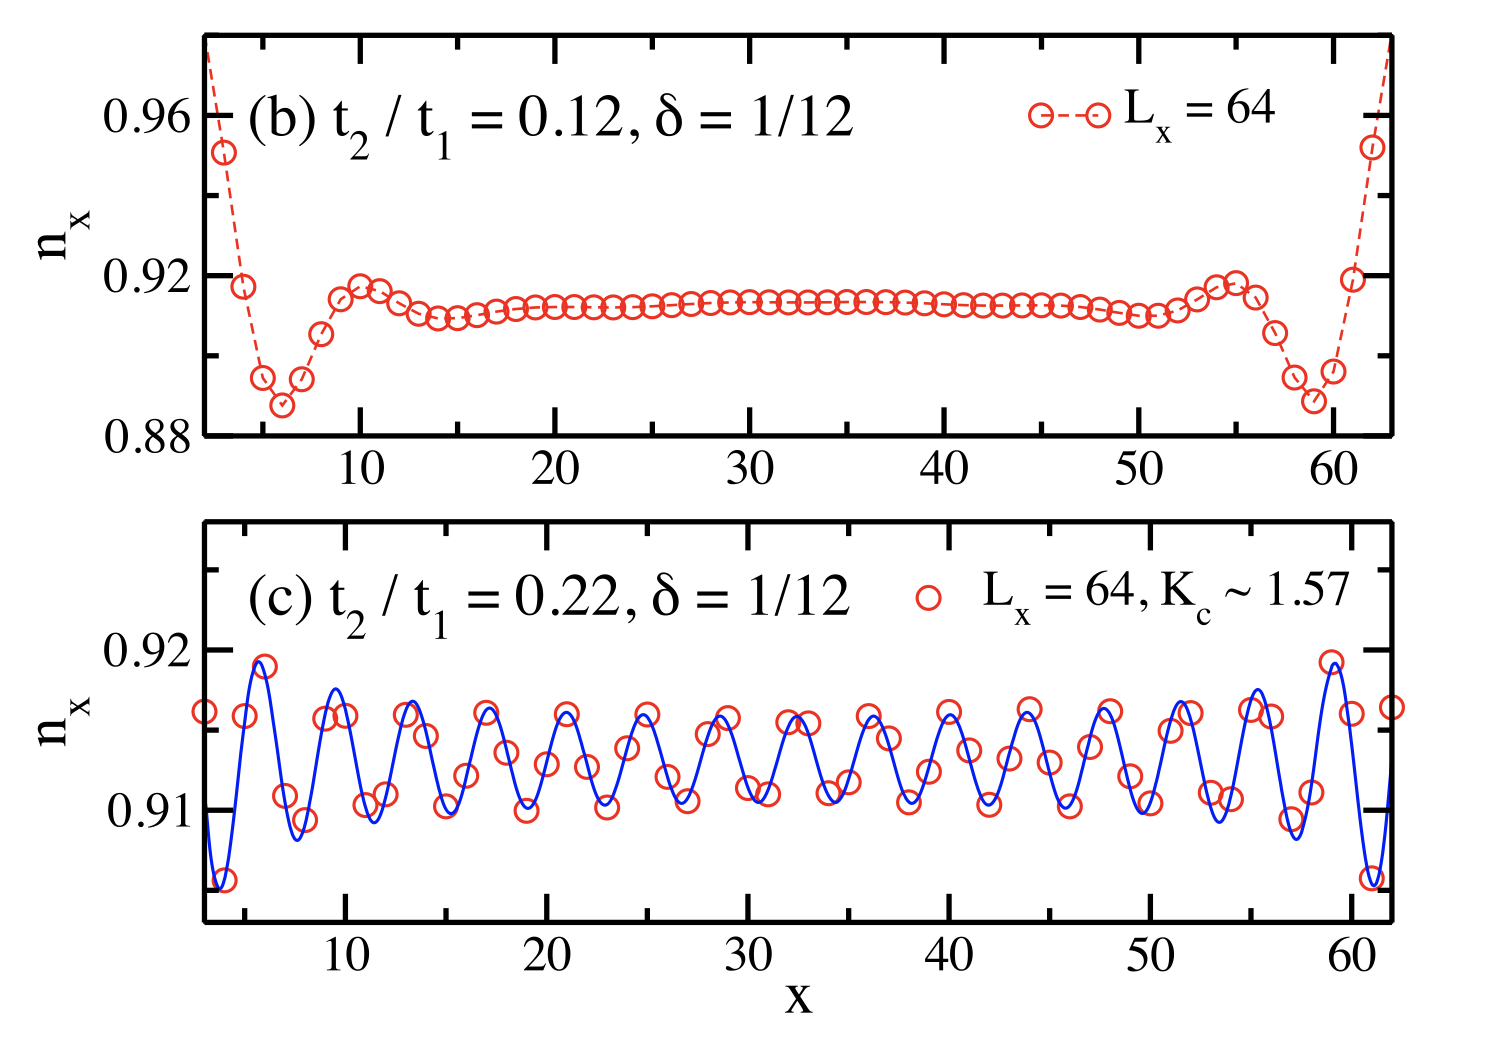 (b) t₂ / t₁ = 0.12, δ = 1/12
Lₓ = 64
nₓ
0.96
0.92
0.88
10 20 30 40 50 60
(c) t₂ / t₁ = 0.22, δ = 1/12
Lₓ = 64, K_c ~ 1.57
nₓ
0.92
0.91
10 20 30 40 50 60
x